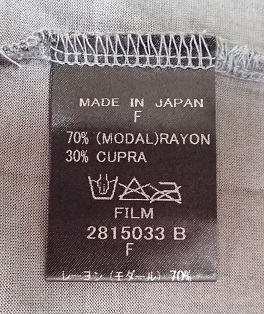 MADE IN JAPAN
F
70% (MODAL)RAYON
30% CUPRA
FILM
2815033 B
F
レーヨン(モダール) 70%